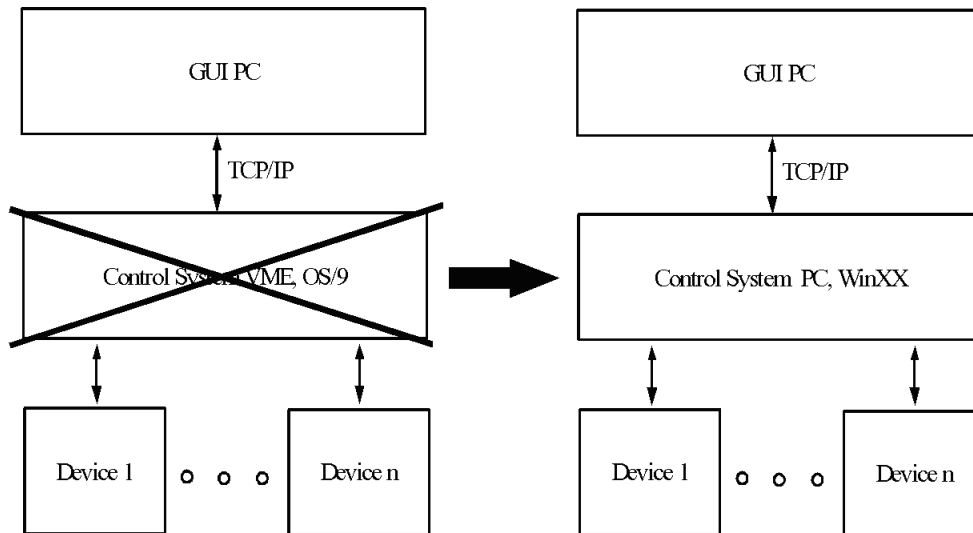 GUI PC
GUI PC
TCP/IP
TCP/IP
Control System VME, OS/9
Control System PC, WinXX
Device 1
Device n
Device 1
Device n